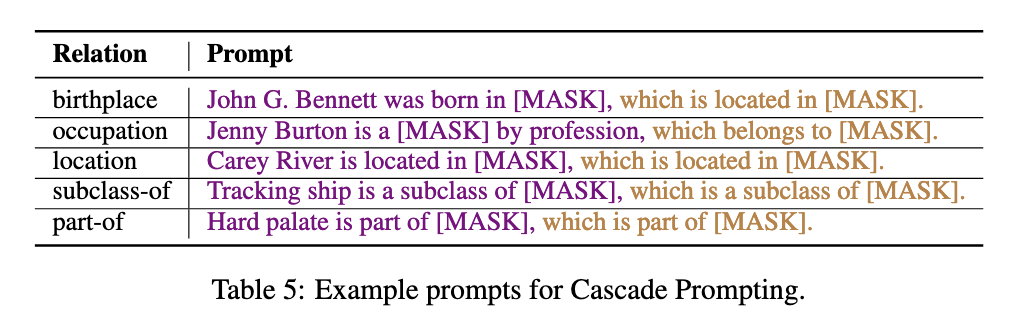 Relation Prompt
birthplace John G. Bennett was born in [MASK], which is located in [MASK].
occupation Jenny Burton is a [MASK] by profession, which belongs to [MASK].
location Carey River is located in [MASK], which is located in [MASK].
subclass-of Tracking ship is a subclass of [MASK], which is a subclass of [MASK].
part-of Hard palate is part of [MASK], which is part of [MASK].
Table 5: Example prompts for Cascade Prompting.